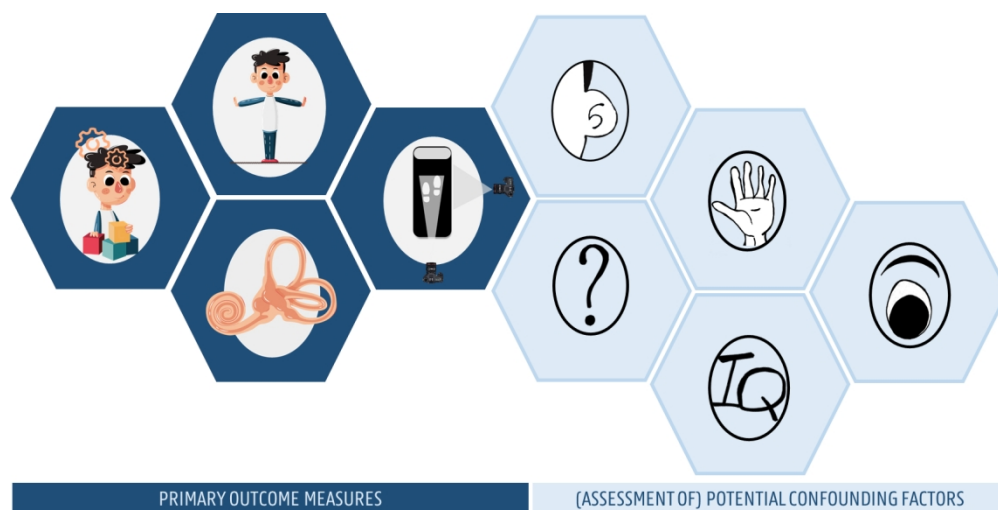 ?
IQ
PRIMARY OUTCOME MEASURES
(ASSESSMENT OF) POTENTIAL CONFOUNDING FACTORS